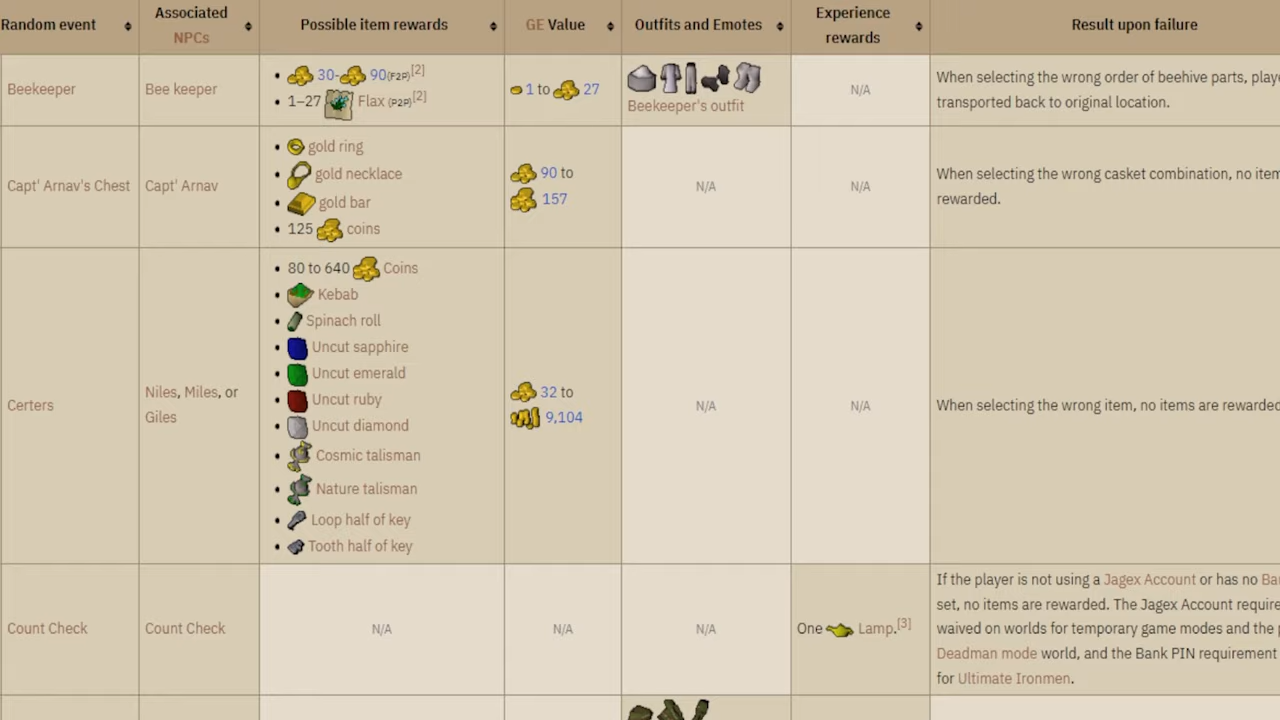 Random event
Associated
NPCs
Possible item rewards
GE Value
Outfits and Emotes
Experience
rewards
Result upon failure
Beekeeper
Bee keeper
30- 90(F2P)[2]
1–27 Flax (P2P)[2]
1 to 27
Beekeeper's outfit
N/A
When selecting the wrong order of beehive parts,
transported back to original location.
Capt' Arnav's Chest
Capt' Arnav
gold ring
gold necklace
gold bar
125 coins
90 to
157
N/A
N/A
When selecting the wrong casket combination, no
rewarded.
Certers
Niles, Miles, or
Giles
80 to 640 Coins
Kebab
Spinach roll
Uncut sapphire
Uncut emerald
Uncut ruby
Uncut diamond
Cosmic talisman
Nature talisman
Loop half of key
Tooth half of key
32 to
9,104
N/A
N/A
When selecting the wrong item, no items are rewarded
Count Check
Count Check
N/A
N/A
N/A
One Lamp.[3]
If the player is not using a Jagex Account or has no
set, no items are rewarded. The Jagex Account
waived on worlds for temporary game modes and the
Deadman mode world, and the Bank PIN requirement
for Ultimate Ironmen.